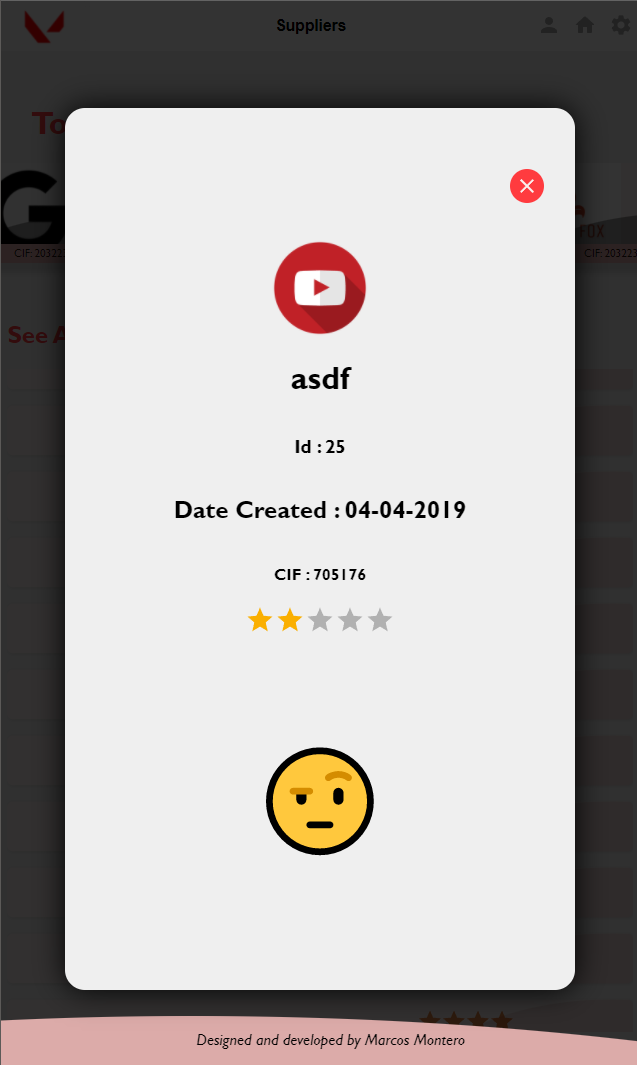 Suppliers
To
G
CIF: 20322
FOX
CIF: 203223
See A
asdf
Id : 25
Date Created : 04-04-2019
CIF : 705176
Designed and developed by Marcos Montero